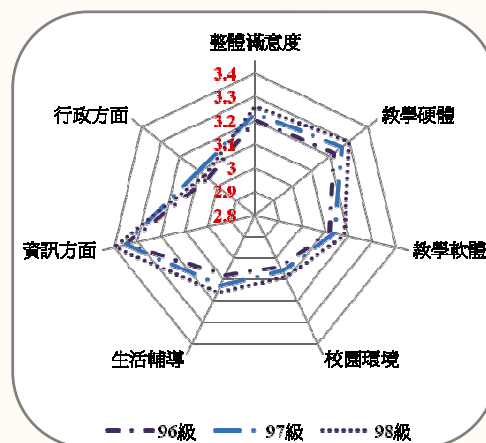 整體滿意度
3.4
3.3
3.2
3.1
3
2.9
2.8
行政方面
教學硬體
資訊方面
教學軟體
生活輔導
校園環境
96級
97級
98級